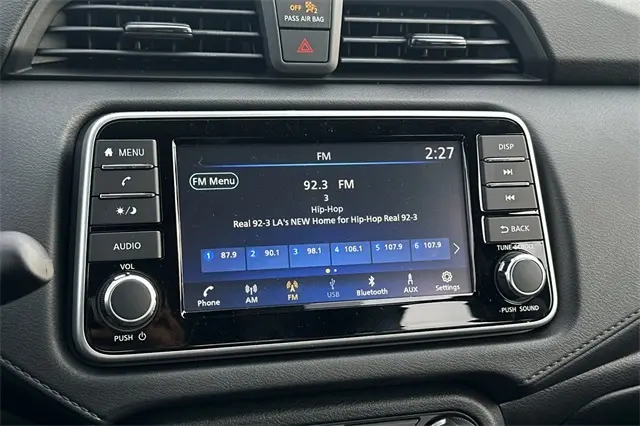 OFF
PASS AIR BAG
MENU
AUDIO
VOL
PUSH
FM
2:27
FM Menu
92.3 FM
3
Hip-Hop
Real 92-3 LA's NEW Home for Hip-Hop Real 92-3
1 87.9 2 90.1 3 98.1 4 106.1 5 107.9 6 107.9
Phone AM FM USB Bluetooth AUX Settings
DISP
BACK
TUNE·SCROLL
PUSH SOUND